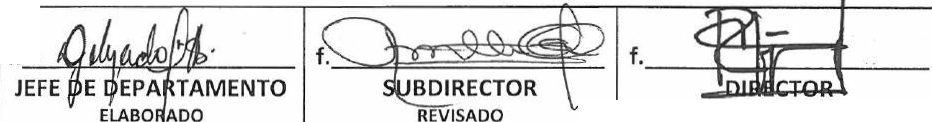 f. f.
JEFE DE DEPARTAMENTO SUBDIRECTOR DIRECTOR
ELABORADO REVISADO